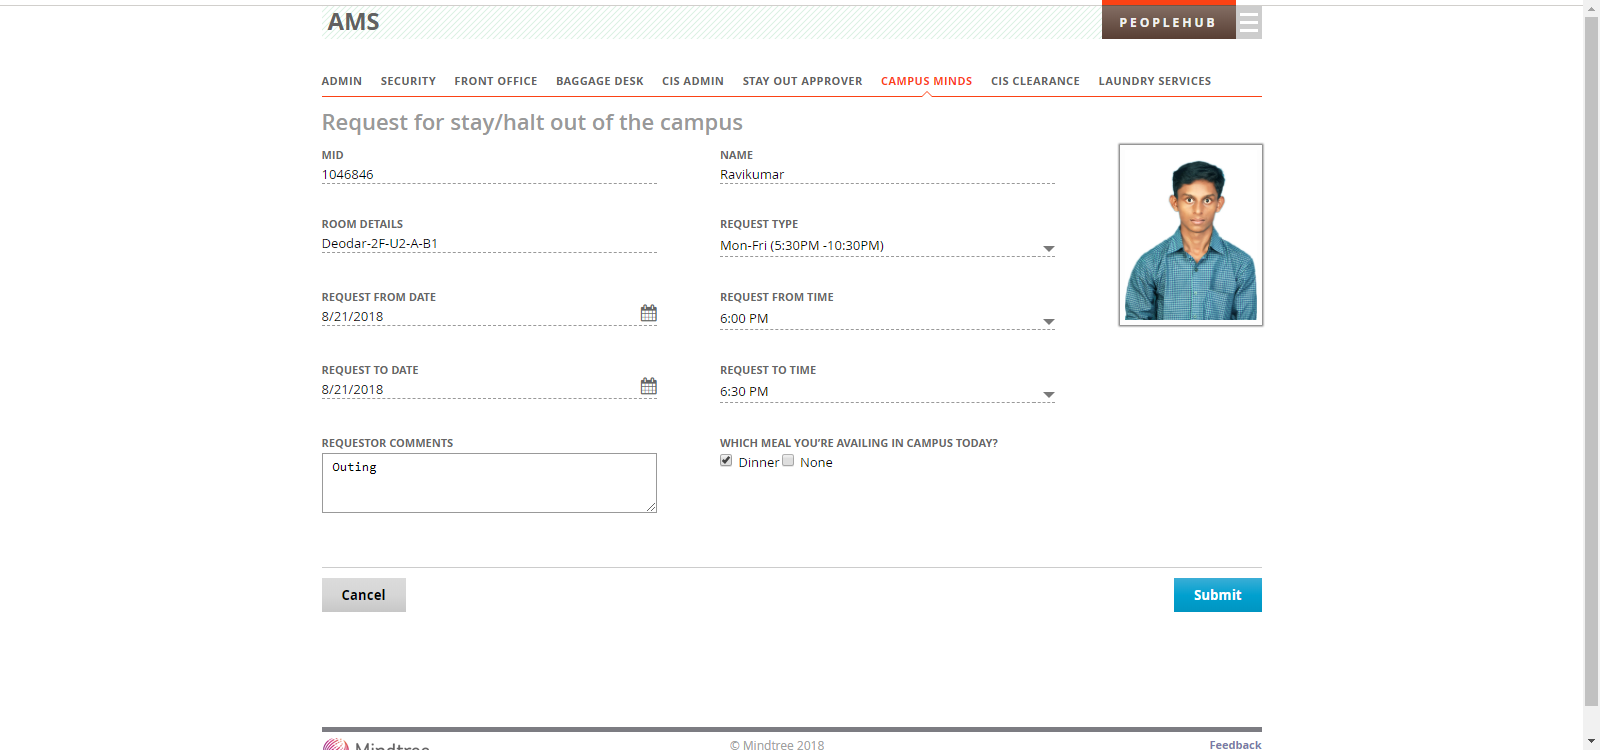 AMS
PEOPLEHUB
ADMIN SECURITY FRONT OFFICE BAGGAGE DESK CIS ADMIN STAY OUT APPROVER CAMPUS MINDS CIS CLEARANCE LAUNDRY SERVICES
Request for stay/halt out of the campus
MID
1046846
NAME
Ravikumar
ROOM DETAILS
Deodar-2F-U2-A-B1
REQUEST TYPE
Mon-Fri (5:30PM -10:30PM)
REQUEST FROM DATE
8/21/2018
REQUEST FROM TIME
6:00 PM
REQUEST TO DATE
8/21/2018
REQUEST TO TIME
6:30 PM
REQUESTOR COMMENTS
Outing
WHICH MEAL YOU'RE AVAILING IN CAMPUS TODAY?
Dinner None
Cancel
Submit
Mindtree
© Mindtree 2018
Feedback